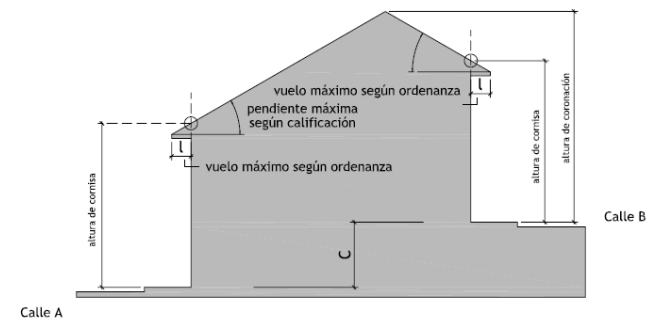 vuelo máximo según ordenanza
l
pendiente máxima
según calificación
l
vuelo máximo según ordenanza
altura de cornisa
altura de cornisa
altura de coronación
C
Calle B
Calle A